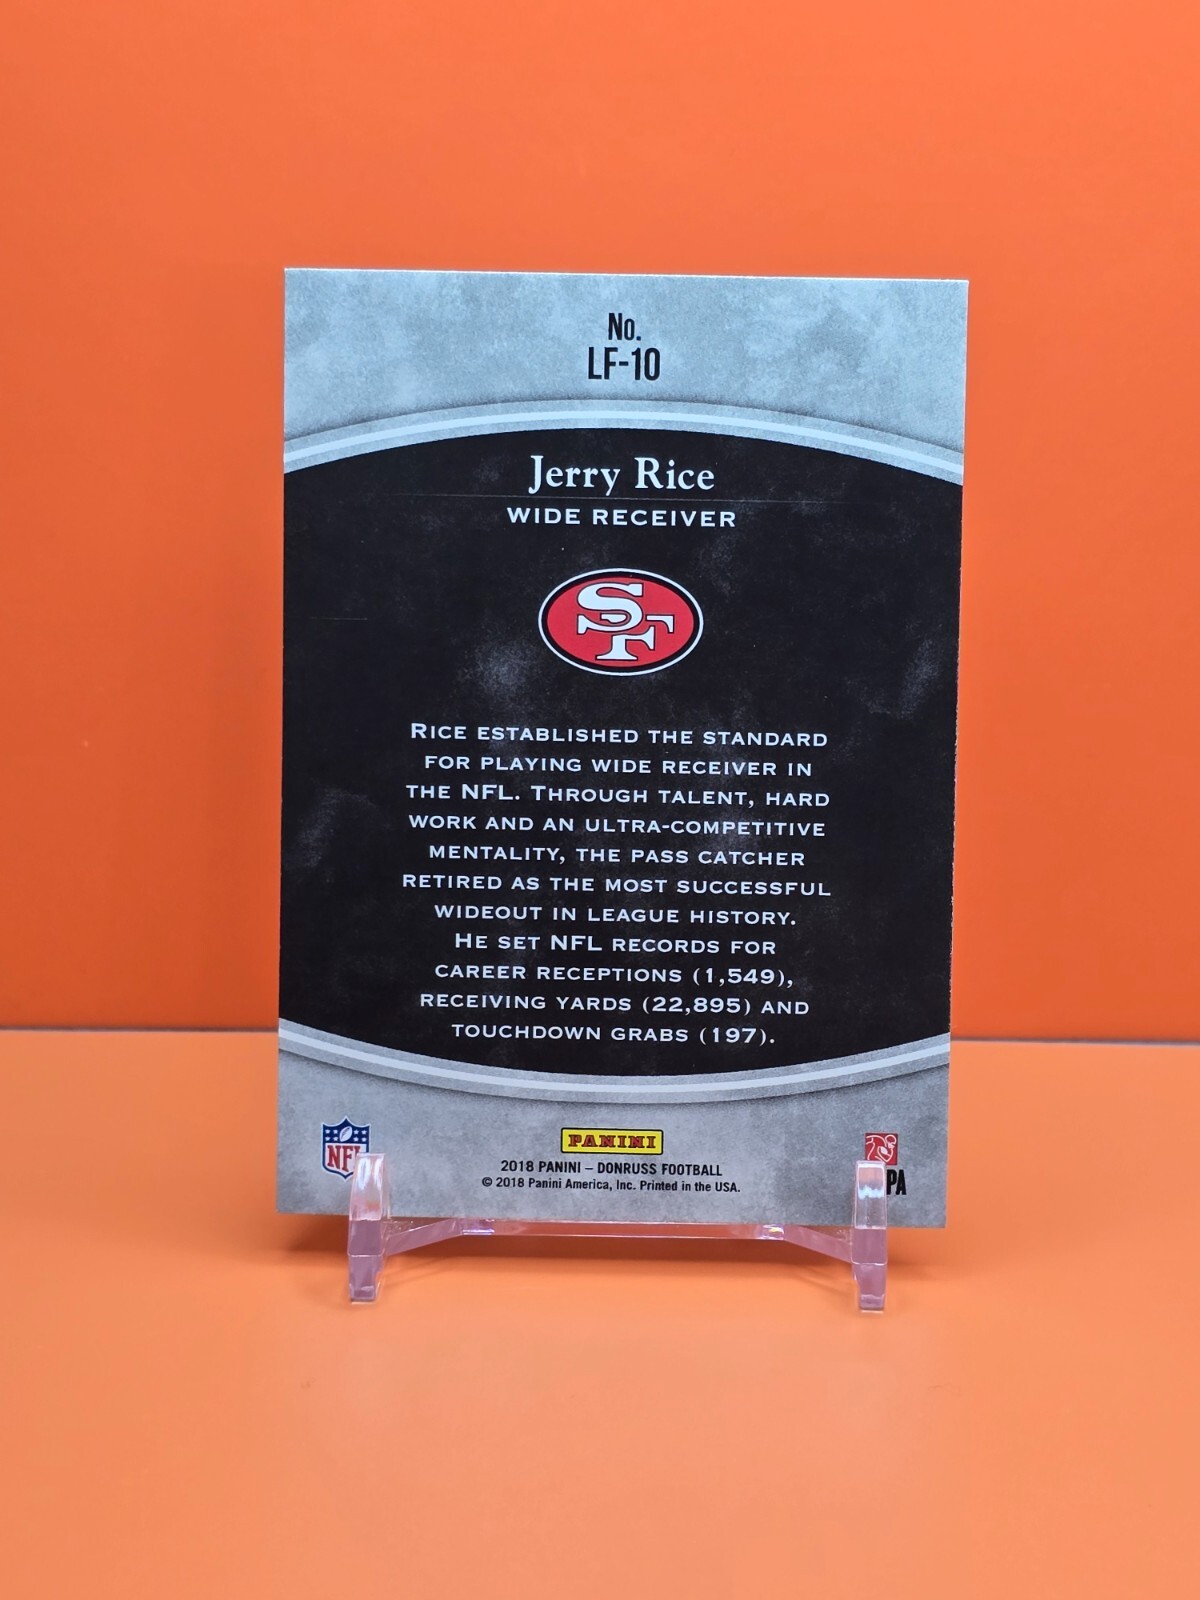 No.
LF-10
Jerry Rice
WIDE RECEIVER
SF
RICE ESTABLISHED THE STANDARD
FOR PLAYING WIDE RECEIVER IN
THE NFL. THROUGH TALENT, HARD
WORK AND AN ULTRA-COMPETITIVE
MENTALITY, THE PASS CATCHER
RETIRED AS THE MOST SUCCESSFUL
WIDEOUT IN LEAGUE HISTORY.
HE SET NFL RECORDS FOR
CAREER RECEPTIONS (1,549),
RECEIVING YARDS (22,895) AND
TOUCHDOWN GRABS (197).
NFL
PANINI
2018 PANINI – DONRUSS FOOTBALL
© 2018 Panini America, Inc. Printed in the USA.